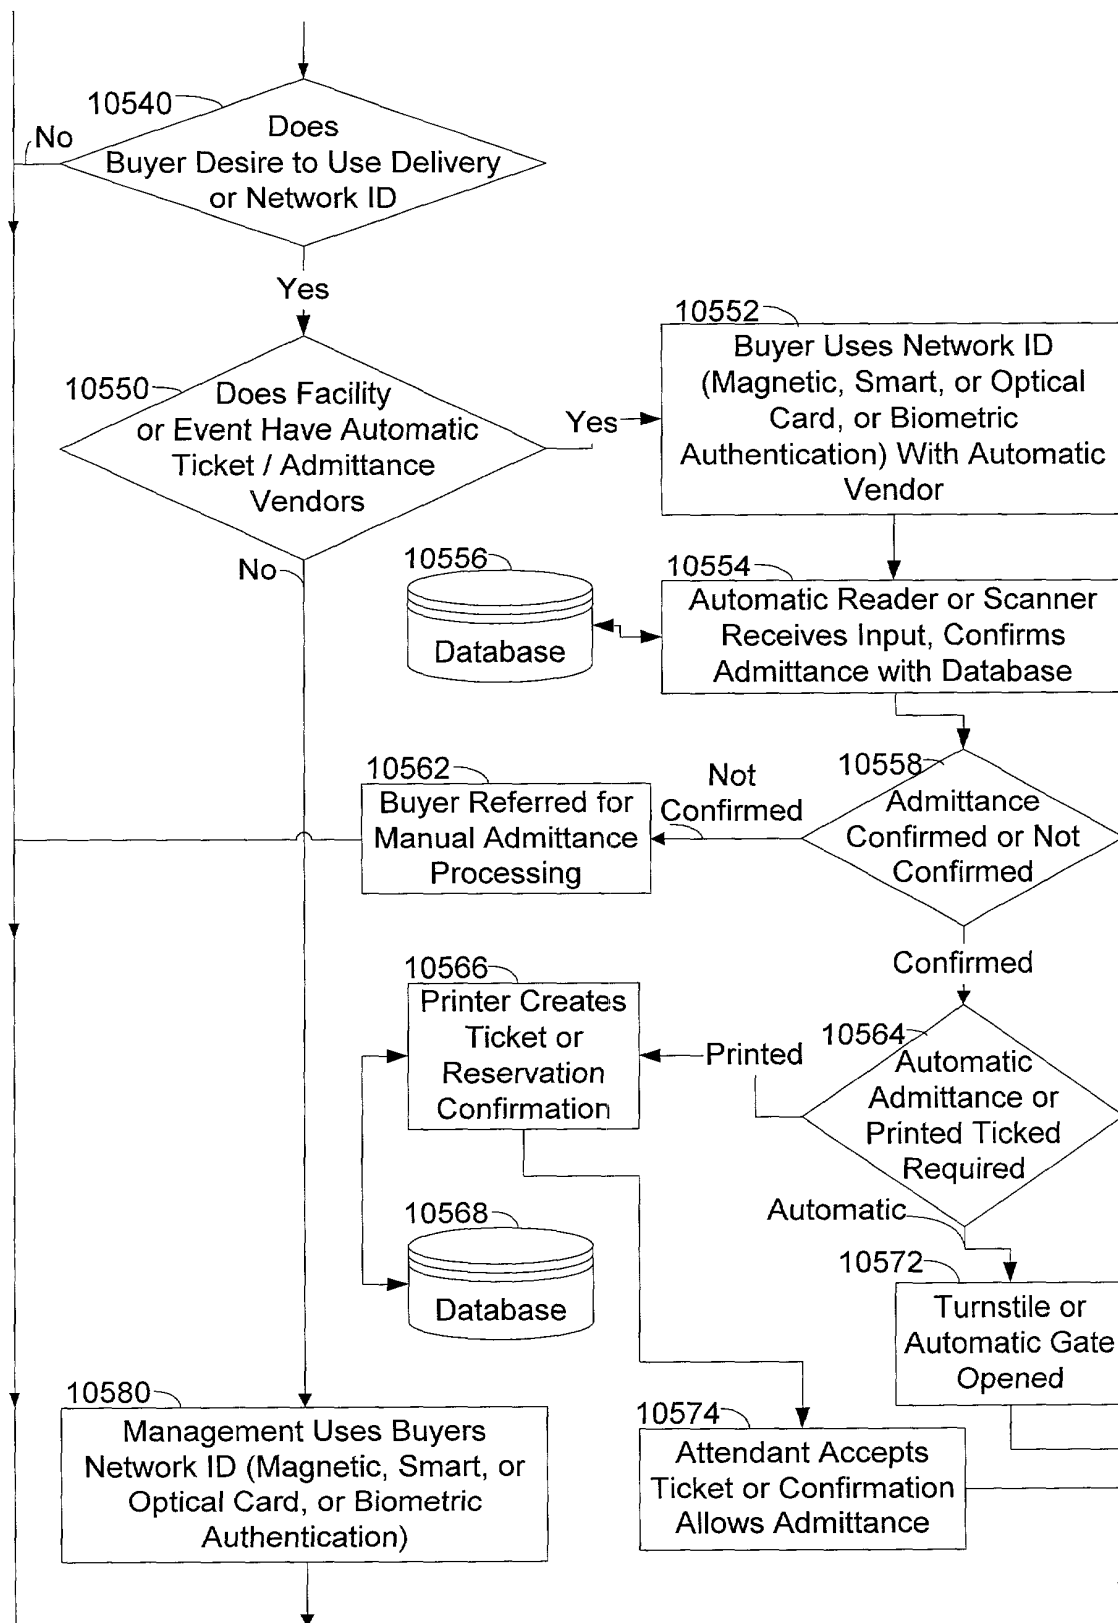 10540
No
Does
Buyer Desire to Use Delivery
or Network ID
Yes
10550
Does Facility
or Event Have Automatic
Ticket / Admittance
Vendors
Yes
No
10552
Buyer Uses Network ID
(Magnetic, Smart, or Optical
Card, or Biometric
Authentication) With Automatic
Vendor
10556
Database
10554
Automatic Reader or Scanner
Receives Input, Confirms
Admittance with Database
10558
Admittance
Confirmed or Not
Confirmed
Not
Confirmed
10562
Buyer Referred for
Manual Admittance
Processing
Confirmed
10564
Automatic
Admittance or
Printed Ticked
Required
Printed
10566
Printer Creates
Ticket or
Reservation
Confirmation
10568
Database
Automatic
10572
Turnstile or
Automatic Gate
Opened
10574
Attendant Accepts
Ticket or Confirmation
Allows Admittance
10580
Management Uses Buyers
Network ID (Magnetic, Smart, or
Optical Card, or Biometric
Authentication)